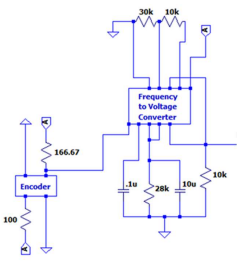 30k
10k
A
Frequency
to Voltage
Converter
A
166.67
Encoder
100
A
.1u
28k
10u
10k